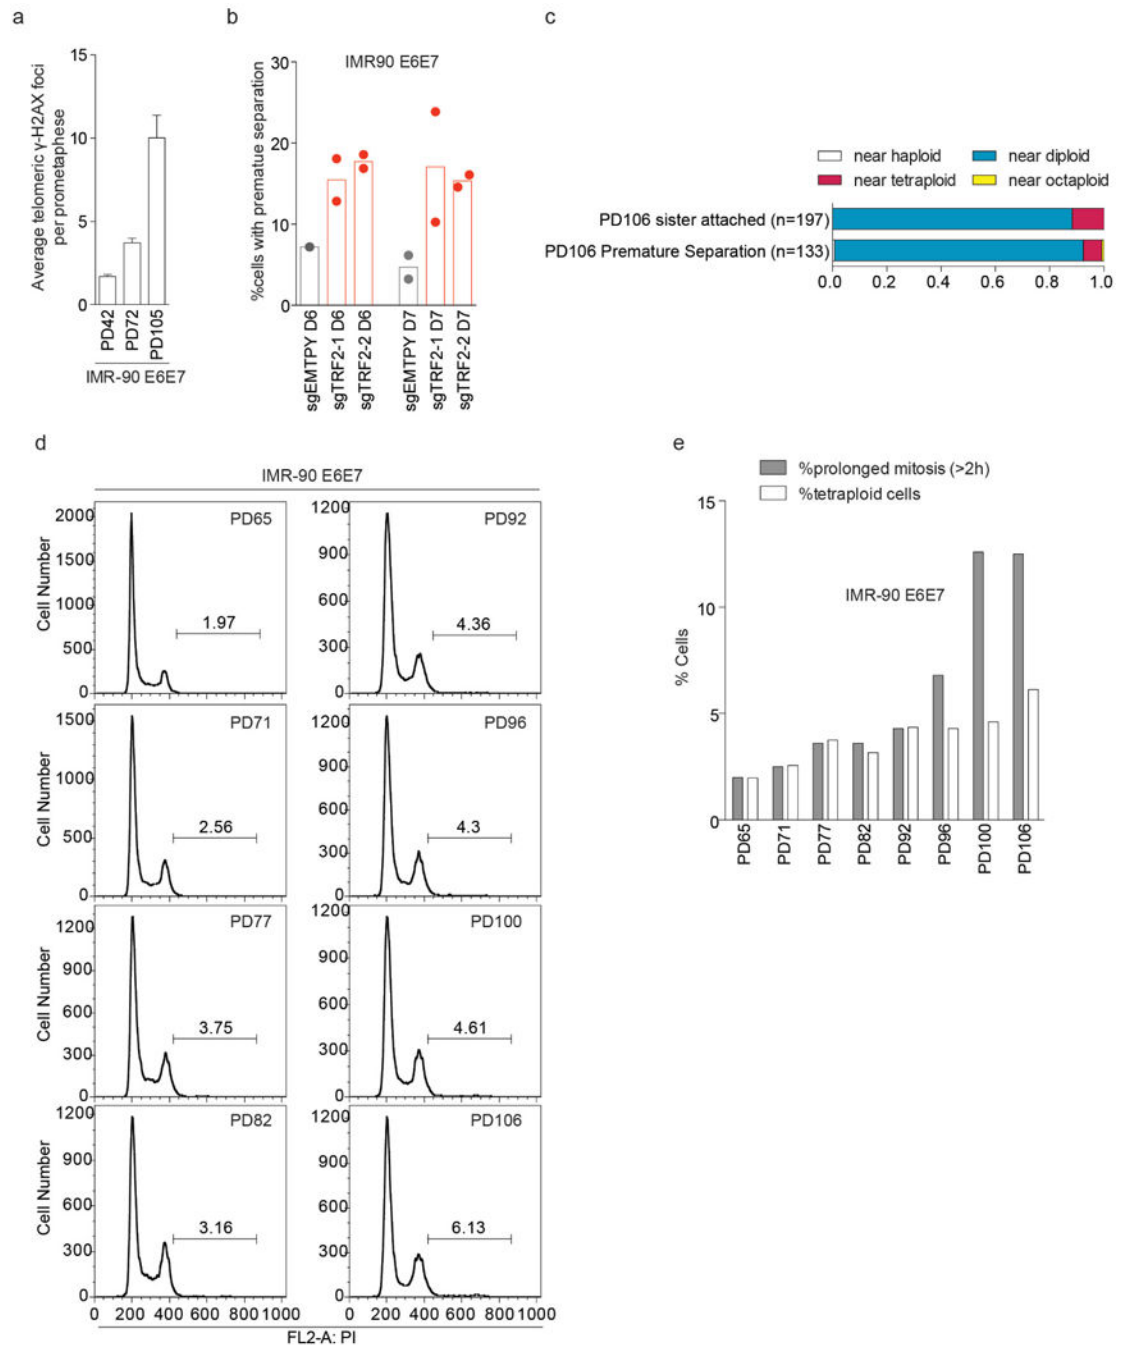 a
15
10
5
0
Average telomeric γ-H2AX foci
per prometaphese
PD42
PD72
PD105
IMR-90 E6E7
b
IMR90 E6E7
30
20
10
0
%cells with prematue separation
sgEMTPY D6
sgTRF2-1 D6
sgTRF2-2 D6
sgEMTPY D7
sgTRF2-1 D7
sgTRF2-2 D7
c
near haploid
near diploid
near tetraploid
near octaploid
PD106 sister attached (n=197)
PD106 Premature Separation (n=133)
0.0 0.2 0.4 0.6 0.8 1.0
d
IMR-90 E6E7
2000
1500
1000
500
0
Cell Number
PD65
1.97
1200
900
600
300
0
PD92
4.36
1500
1000
500
0
Cell Number
PD71
2.56
1200
900
600
300
0
PD96
4.3
1200
900
600
300
0
Cell Number
PD77
3.75
1200
900
600
300
0
PD100
4.61
1200
900
600
300
0
Cell Number
PD82
3.16
1200
900
600
300
0
PD106
6.13
0 200 400 600 800 1000
0 200 400 600 800 1000
FL2-A: PI
e
%prolonged mitosis (>2h)
%tetraploid cells
15
10
5
0
% Cells
IMR-90 E6E7
PD65
PD71
PD77
PD82
PD92
PD96
PD100
PD106